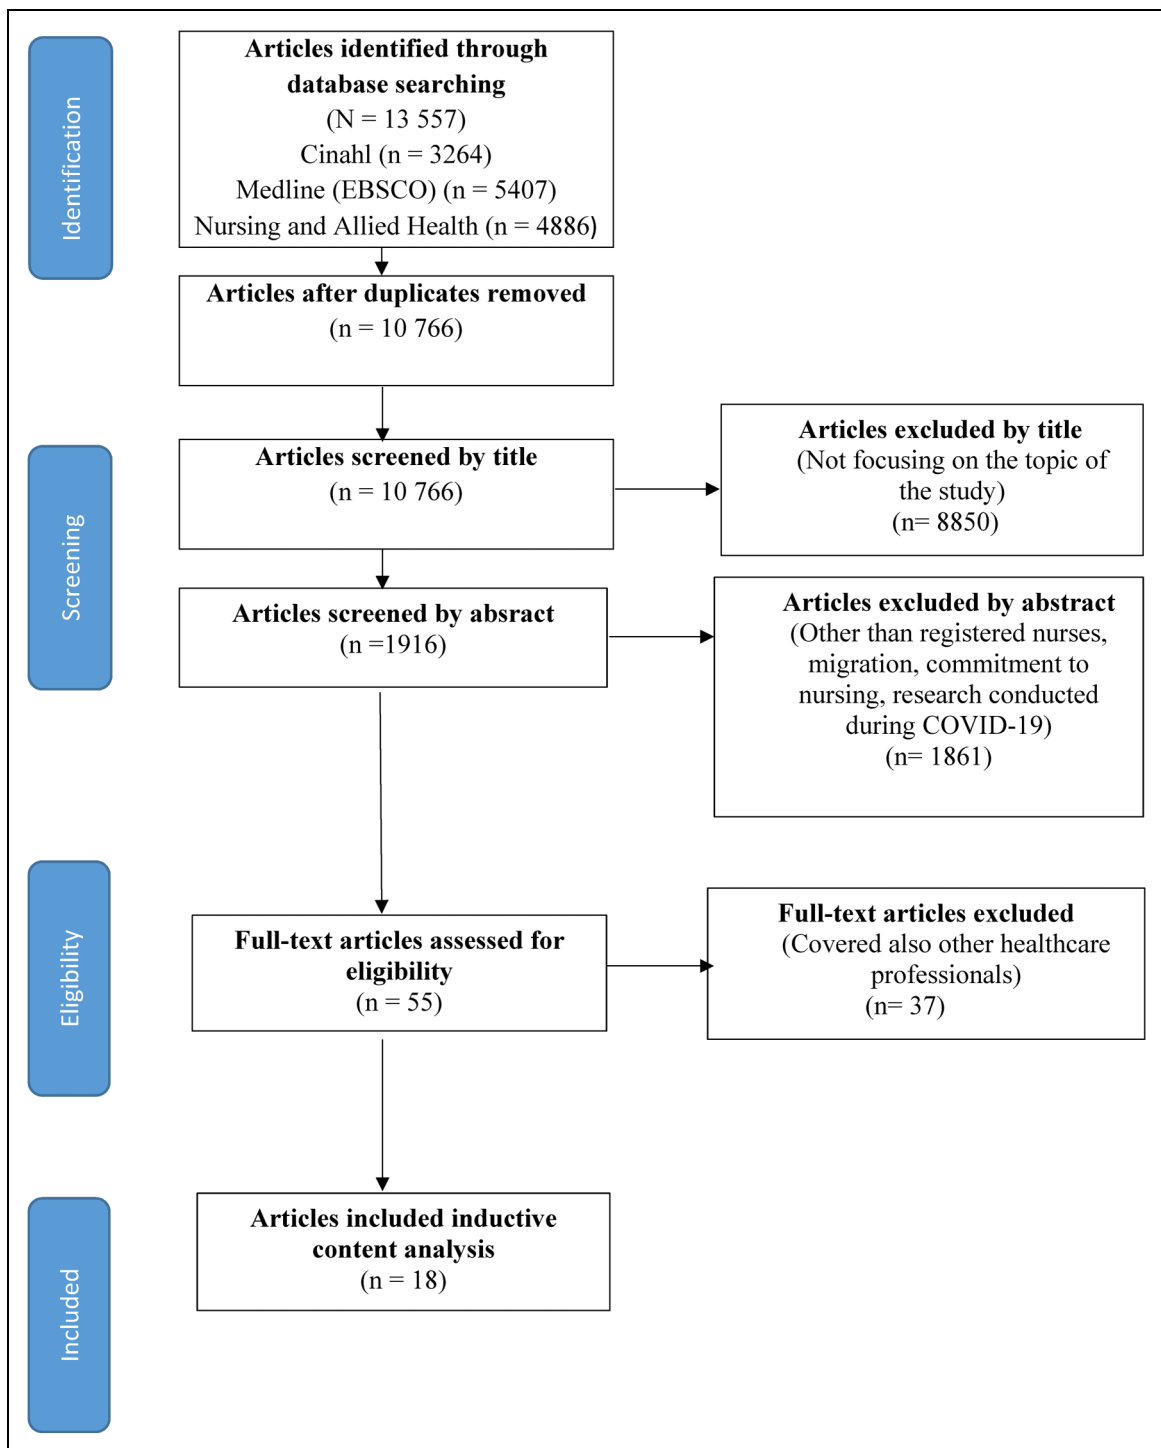 Identification
Articles identified through
database searching
(N = 13 557)
Cinahl (n = 3264)
Medline (EBSCO) (n = 5407)
Nursing and Allied Health (n = 4886)
Articles after duplicates removed
(n = 10 766)
Screening
Articles screened by title
(n = 10 766)
Articles excluded by title
(Not focusing on the topic of
the study)
(n= 8850)
Articles screened by absract
(n =1916)
Articles excluded by abstract
(Other than registered nurses,
migration, commitment to
nursing, research conducted
during COVID-19)
(n= 1861)
Eligibility
Full-text articles assessed for
eligibility
(n = 55)
Full-text articles excluded
(Covered also other healthcare
professionals)
(n= 37)
Included
Articles included inductive
content analysis
(n = 18)